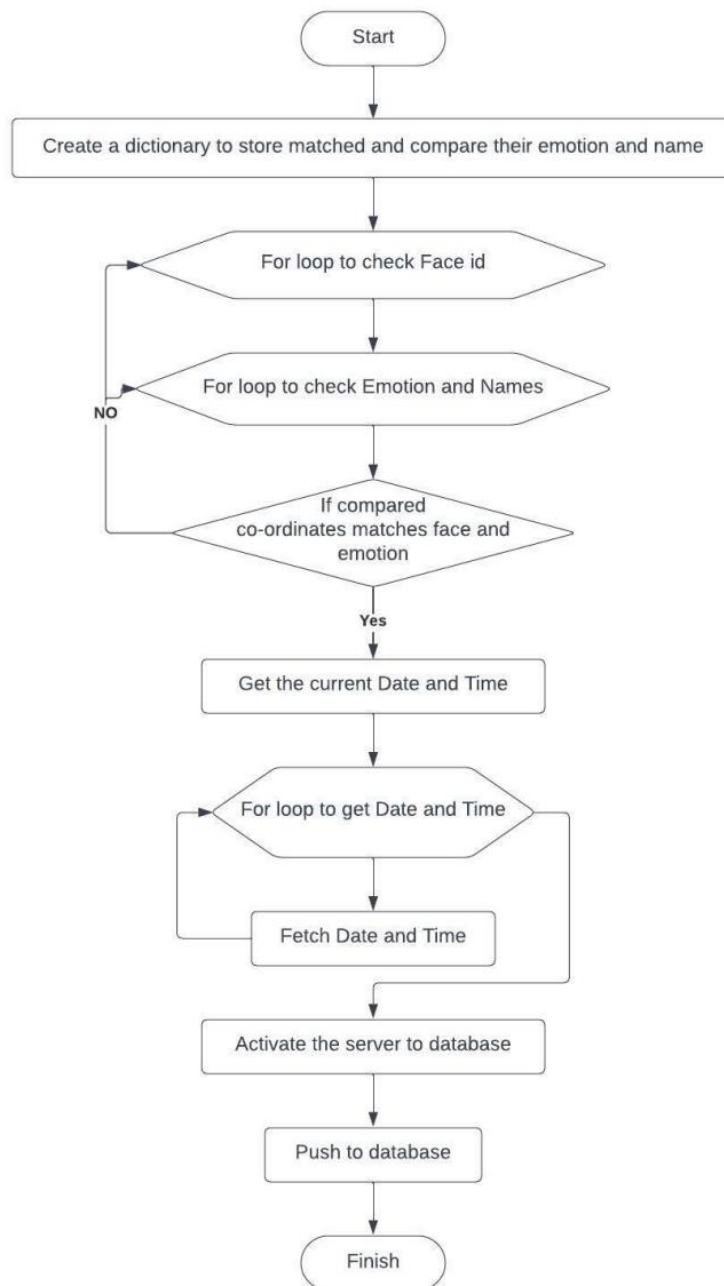 Start
Create a dictionary to store matched and compare their emotion and name
For loop to check Face id
For loop to check Emotion and Names
NO
If compared
co-ordinates matches face and
emotion
Yes
Get the current Date and Time
For loop to get Date and Time
Fetch Date and Time
Activate the server to database
Push to database
Finish